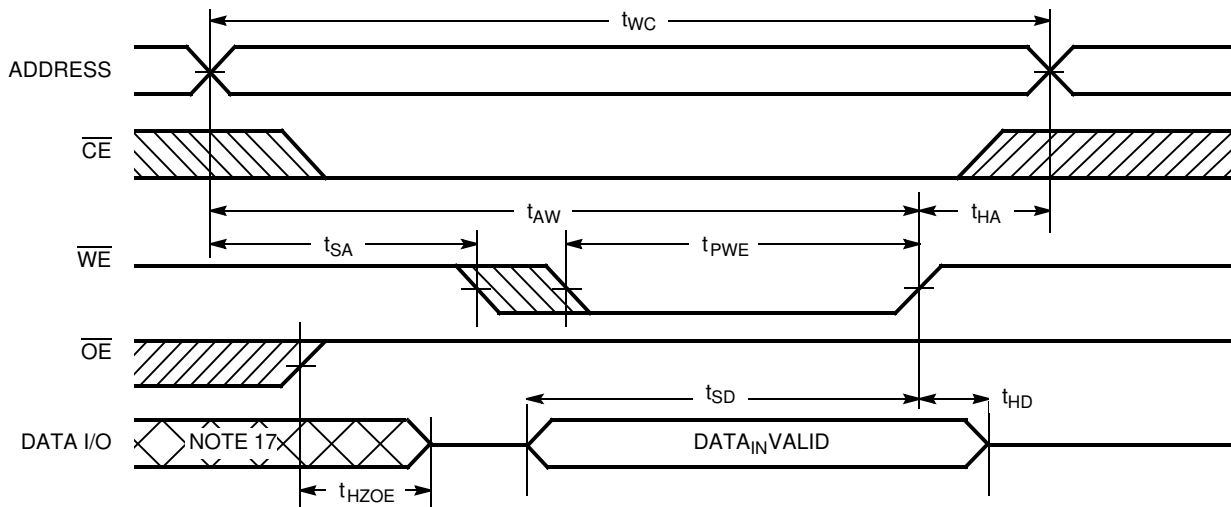 tWC
ADDRESS
CE
tAW
tHA
tSA
tPWE
WE
OE
tSD
tHD
DATA I/O
NOTE 17
DATAINVALID
tHZOE